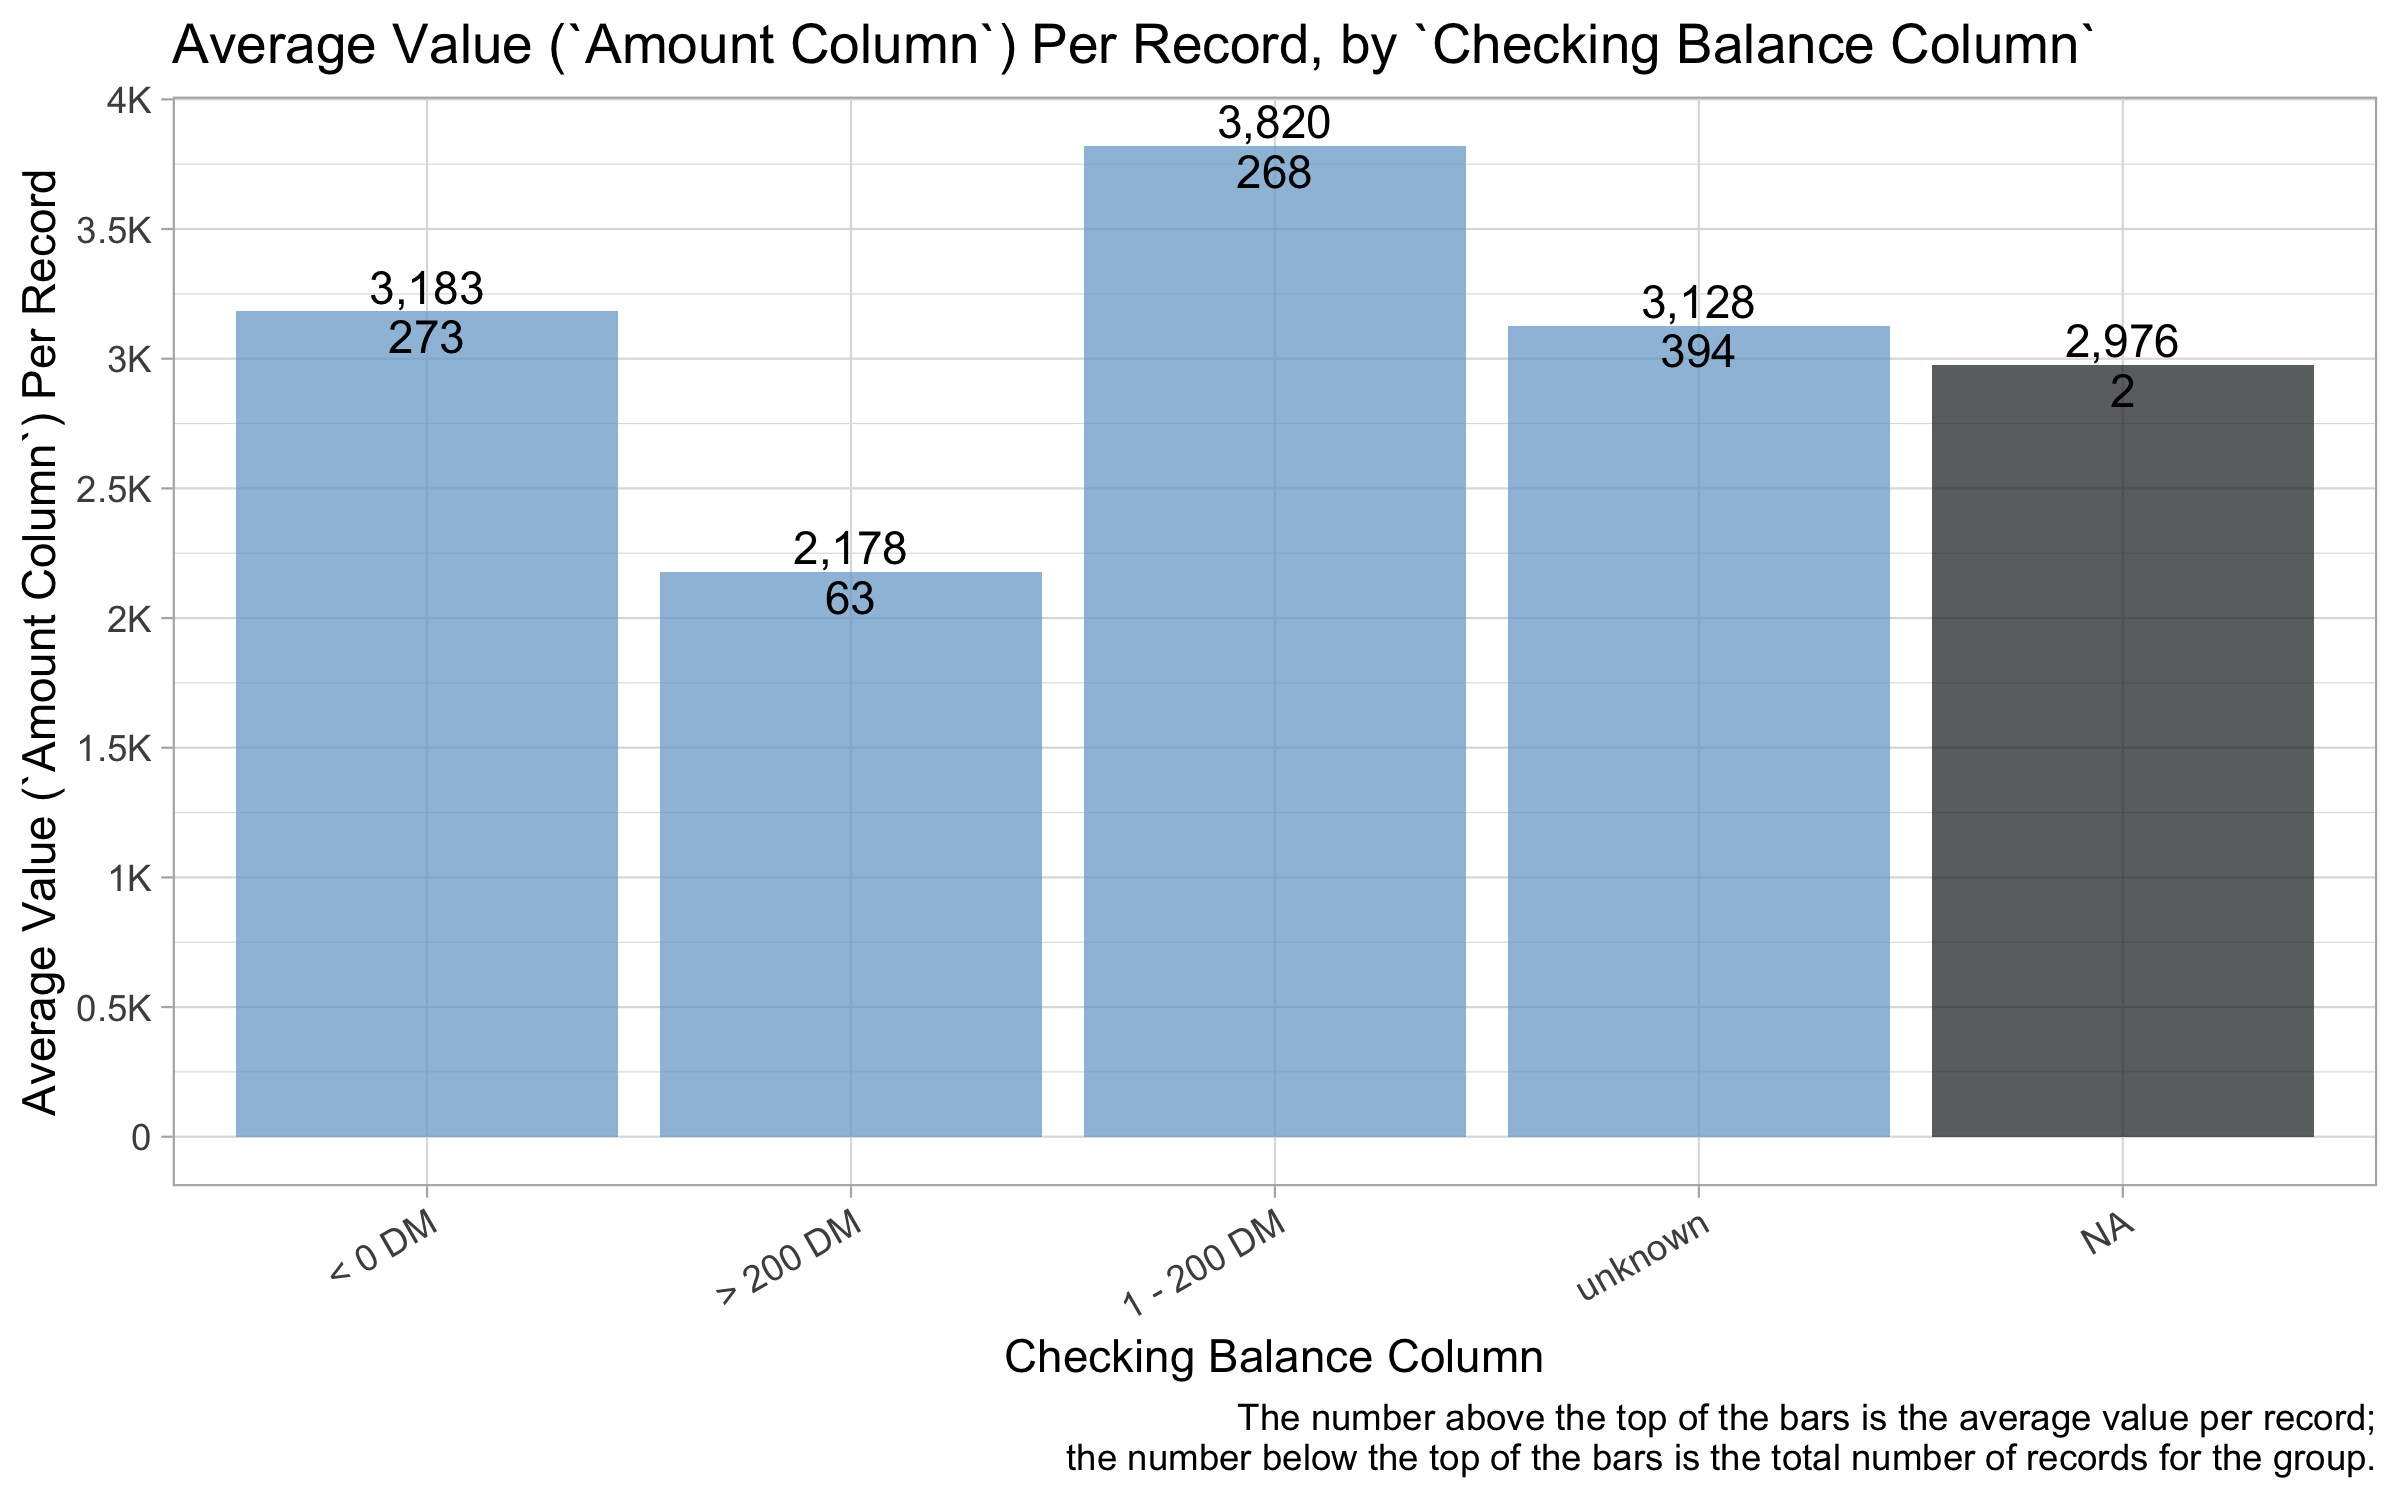 Average Value (`Amount Column`) Per Record, by `Checking Balance Column`
Average Value (`Amount Column`) Per Record
4K
3.5K
3K
2.5K
2K
1.5K
1K
0.5K
0
3,183
273
2,178
63
3,820
268
3,128
394
2,976
2
< 0 DM
> 200 DM
1 - 200 DM
unknown
NA
Checking Balance Column
The number above the top of the bars is the average value per record;
the number below the top of the bars is the total number of records for the group.